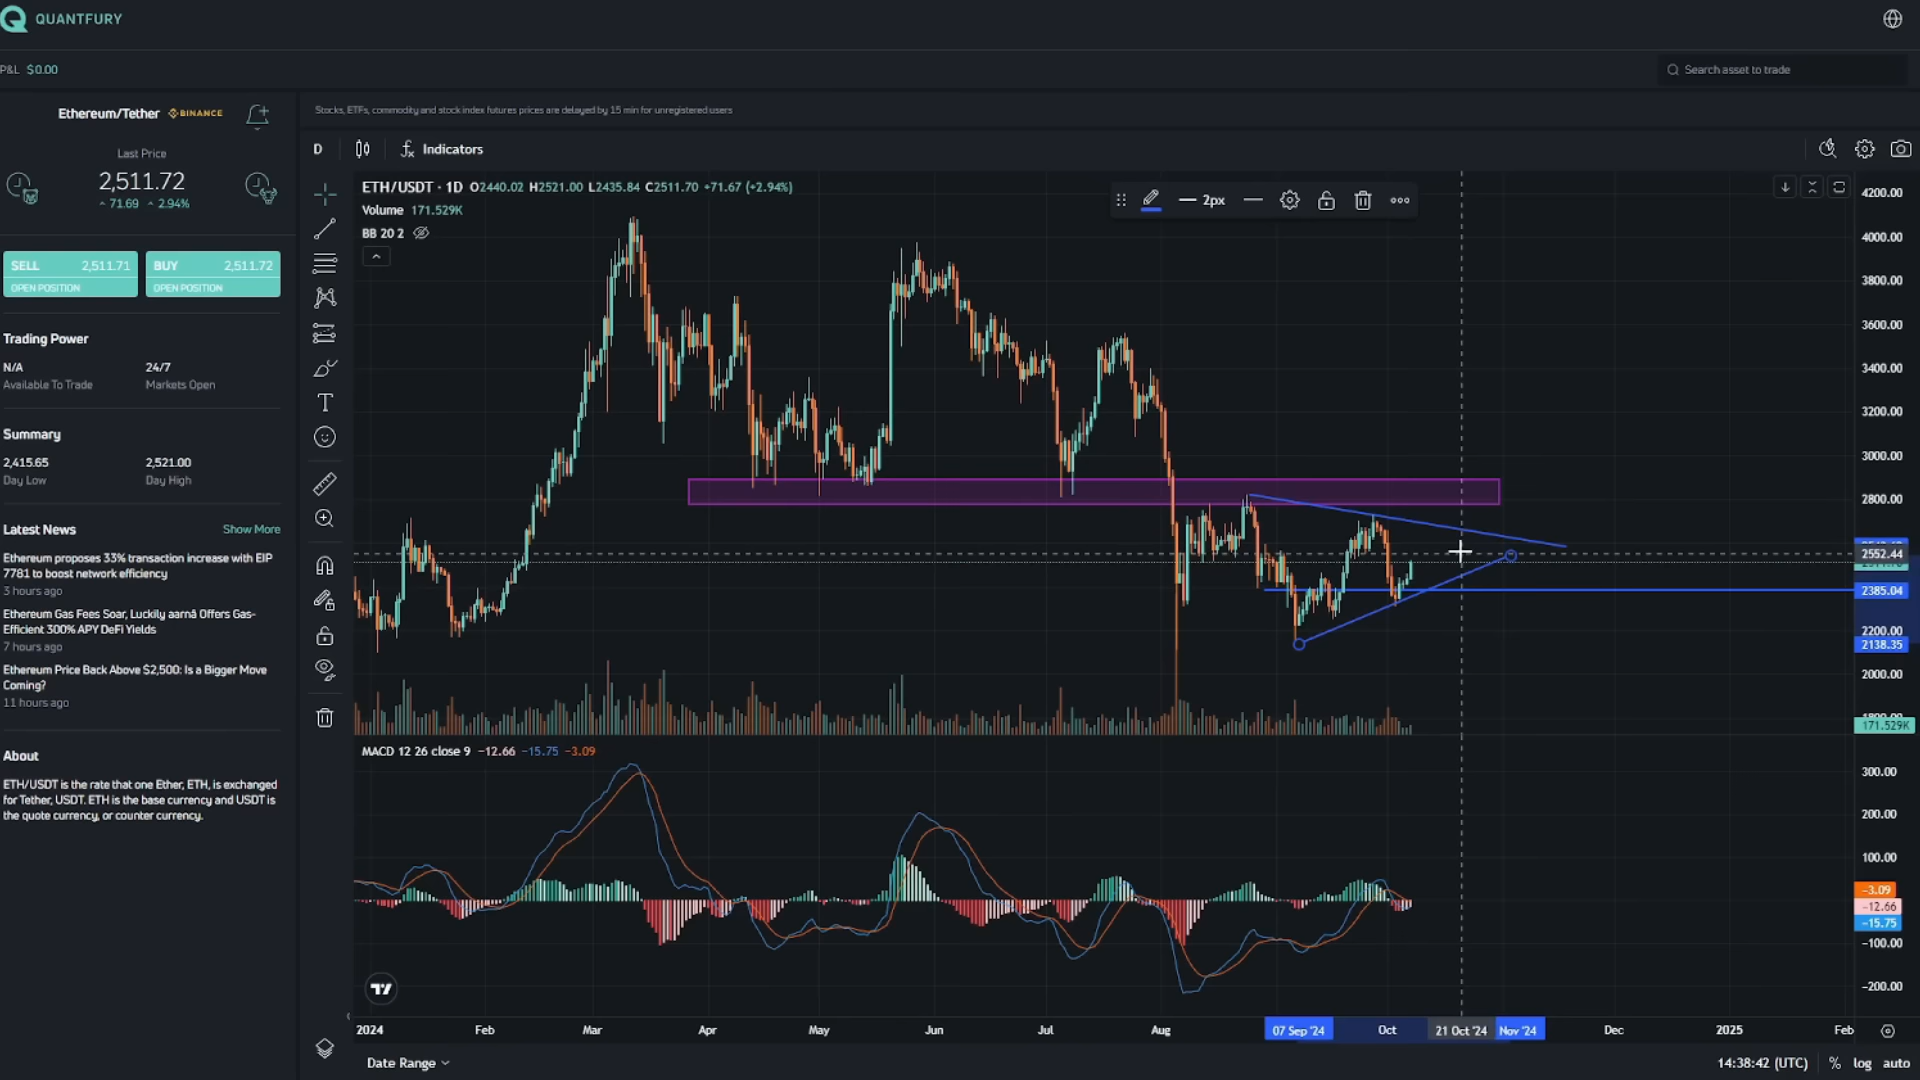 QUANTFURY
P&L $0.00
Search asset to trade
Ethereum/Tether BINANCE
Last Price
2,511.72
71.69 2.94%
SELL 2,511.71
OPEN POSITION
BUY 2,511.72
OPEN POSITION
Trading Power
N/A 24/7
Available To Trade Markets Open
Summary
2,415.65 2,521.00
Day Low Day High
Latest News Show More
Ethereum proposes 33% transaction increase with EIP
7781 to boost network efficiency
3 hours ago
Ethereum Gas Fees Soar, Luckily aarnâ Offers Gas-
Efficient 300% APY DeFi Yields
7 hours ago
Ethereum Price Back Above $2,500: Is a Bigger Move
Coming?
11 hours ago
About
ETH/USDT is the rate that one Ether, ETH, is exchanged
for Tether, USDT. ETH is the base currency and USDT is
the quote currency, or counter currency.
Stocks, ETFs, commodity and stock index futures prices are delayed by 15 min for unregistered users
D Indicators
ETH/USDT · 1D O2440.02 H2521.00 L2435.84 C2511.70 +71.67 (+2.94%)
Volume 171.529K
BB 20 2
2px
4200.00
4000.00
3800.00
3600.00
3400.00
3200.00
3000.00
2800.00
2552.44
2385.04
2200.00
2138.35
2000.00
171.529K
MACD 12 26 close 9 −12.66 −15.75 −3.09
300.00
200.00
100.00
−3.09
−12.66
−15.75
−100.00
−200.00
2024 Feb Mar Apr May Jun Jul Aug 07 Sep '24 Oct 21 Oct '24 Nov '24 Dec 2025 Feb
Date Range
14:38:42 (UTC) % log auto